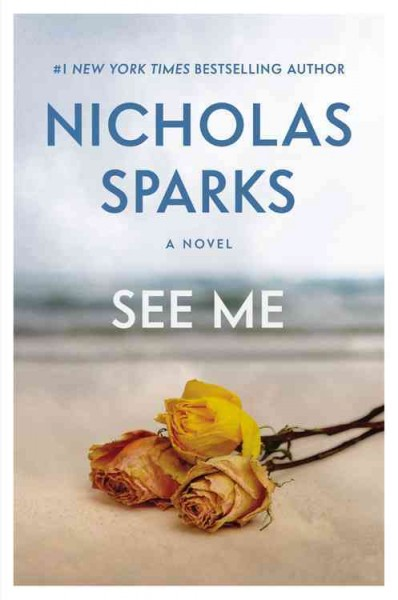 #1 NEW YORK TIMES BESTSELLING AUTHOR
NICHOLAS
SPARKS
A NOVEL
SEE ME